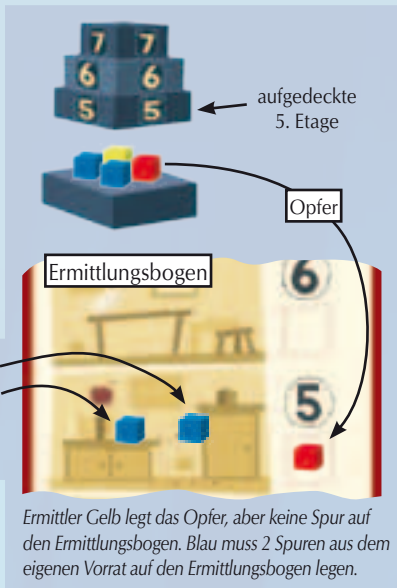 7 7
6 6
5 5
aufgedeckte
5. Etage
Opfer
Ermittlungsbogen
6
5
Ermittler Gelb legt das Opfer, aber keine Spur auf
den Ermittlungsbogen. Blau muss 2 Spuren aus dem
eigenen Vorrat auf den Ermittlungsbogen legen.